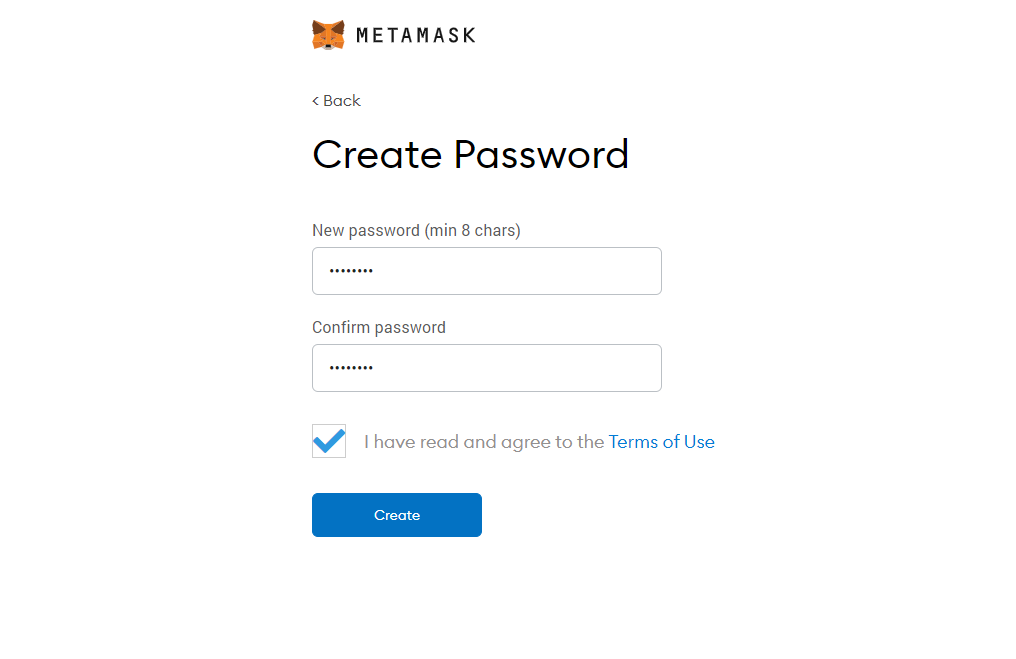 METAMASK
< Back
Create Password
New password (min 8 chars)
••••••••
Confirm password
••••••••
I have read and agree to the Terms of Use
Create